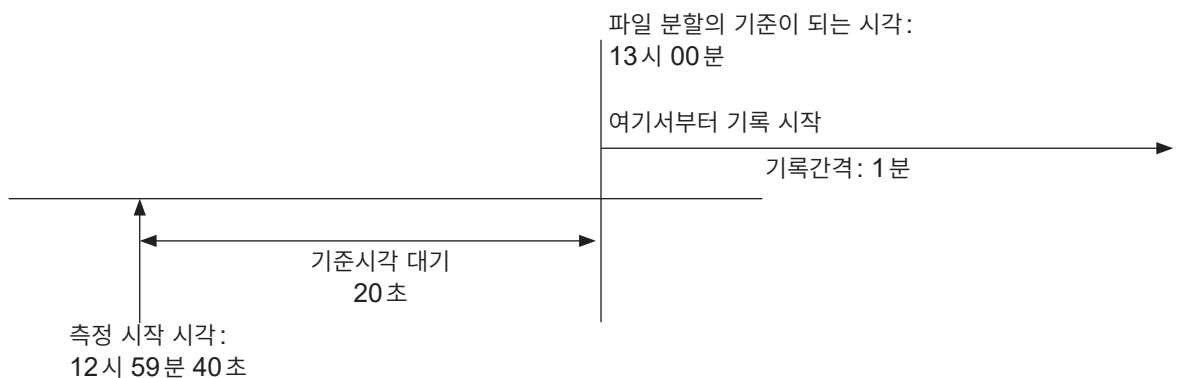 파일 분할의 기준이 되는 시각:
13시 00분
여기서부터 기록 시작
기록간격: 1분
기준시각 대기
20초
측정 시작 시각:
12시 59분 40초